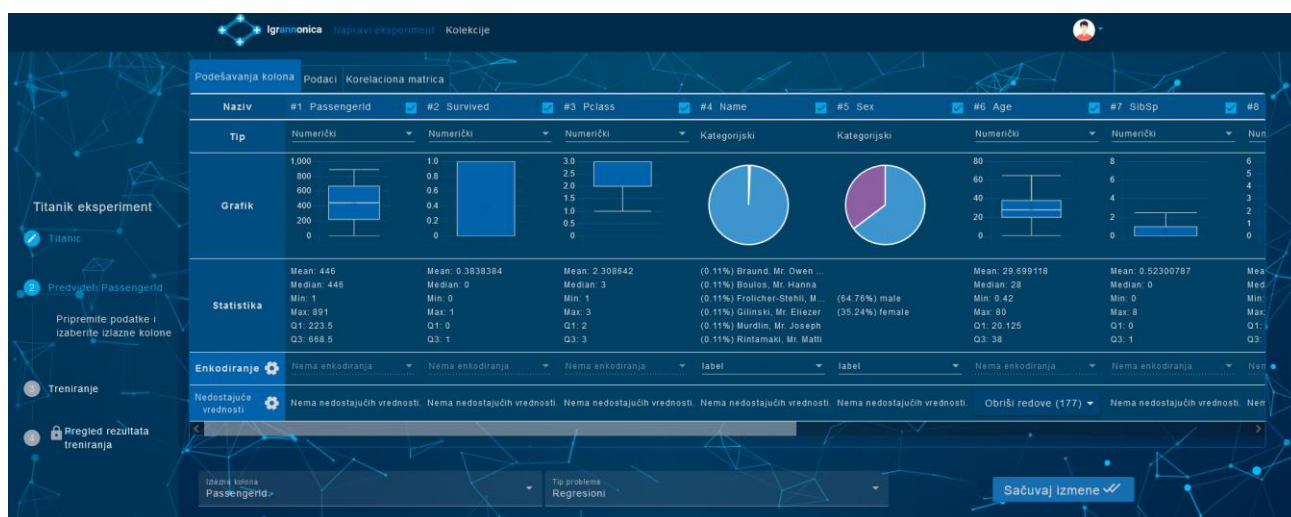 Igrannonica Napravi eksperiment Kolekcije
Podešavanja kolona Podaci Korelaciona matrica
Naziv #1 PassengerId #2 Survived #3 Pclass #4 Name #5 Sex #6 Age #7 SibSp #8
Tip Numerički Numerički Numerički Kategorijski Kategorijski Numerički Numerički Num
Grafik
1,000
800
600
400
200
0
1.0
0.8
0.6
0.4
0.2
0
3.0
2.5
2.0
1.5
1.0
0.5
0
80
60
40
20
0
8
6
4
2
0
6
5
4
3
2
1
0
Titanik eksperiment
Titanic
2 Predvideti PassengerId
Pripremite podatke i
izaberite izlazne kolone
3 Treniranje
4 Pregled rezultata
treniranja
Statistika
Mean: 446
Median: 446
Min: 1
Max: 891
Q1: 223.5
Q3: 668.5
Mean: 0.3838384
Median: 0
Min: 0
Max: 1
Q1: 0
Q3: 1
Mean: 2.308642
Median: 3
Min: 1
Max: 3
Q1: 2
Q3: 3
(0.11%) Braund, Mr. Owen ...
(0.11%) Boulos, Mr. Hanna
(0.11%) Frolicher-Stehli, M...
(0.11%) Gilinski, Mr. Eliezer
(0.11%) Murdlin, Mr. Joseph
(0.11%) Rintamaki, Mr. Matti
(64.76%) male
(35.24%) female
Mean: 29.699118
Median: 28
Min: 0.42
Max: 80
Q1: 20.125
Q3: 38
Mean: 0.52300787
Median: 0
Min: 0
Max: 8
Q1: 0
Q3: 1
Mea
Med
Min:
Max:
Q1:
Q3:
Enkodiranje Nema enkodiranja Nema enkodiranja Nema enkodiranja label label Nema enkodiranja Nema enkodiranja Nem
Nedostajuće
vrednosti
Nema nedostajućih vrednosti. Nema nedostajućih vrednosti. Nema nedostajućih vrednosti. Nema nedostajućih vrednosti. Nema nedostajućih vrednosti. Obriši redove (177) Nema nedostajućih vrednosti. Nem
Izlazna kolona
PassengerId
Tip problema
Regresioni
Sačuvaj izmene